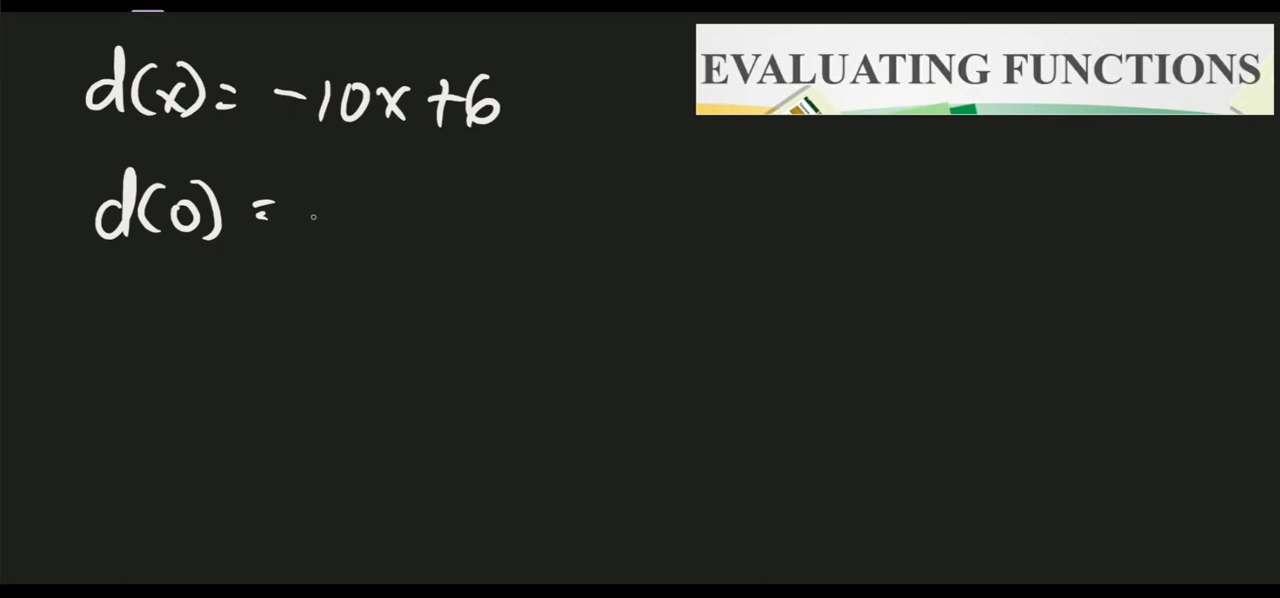 EVALUATING FUNCTIONS
d(x) = -10x +6
d(0) =